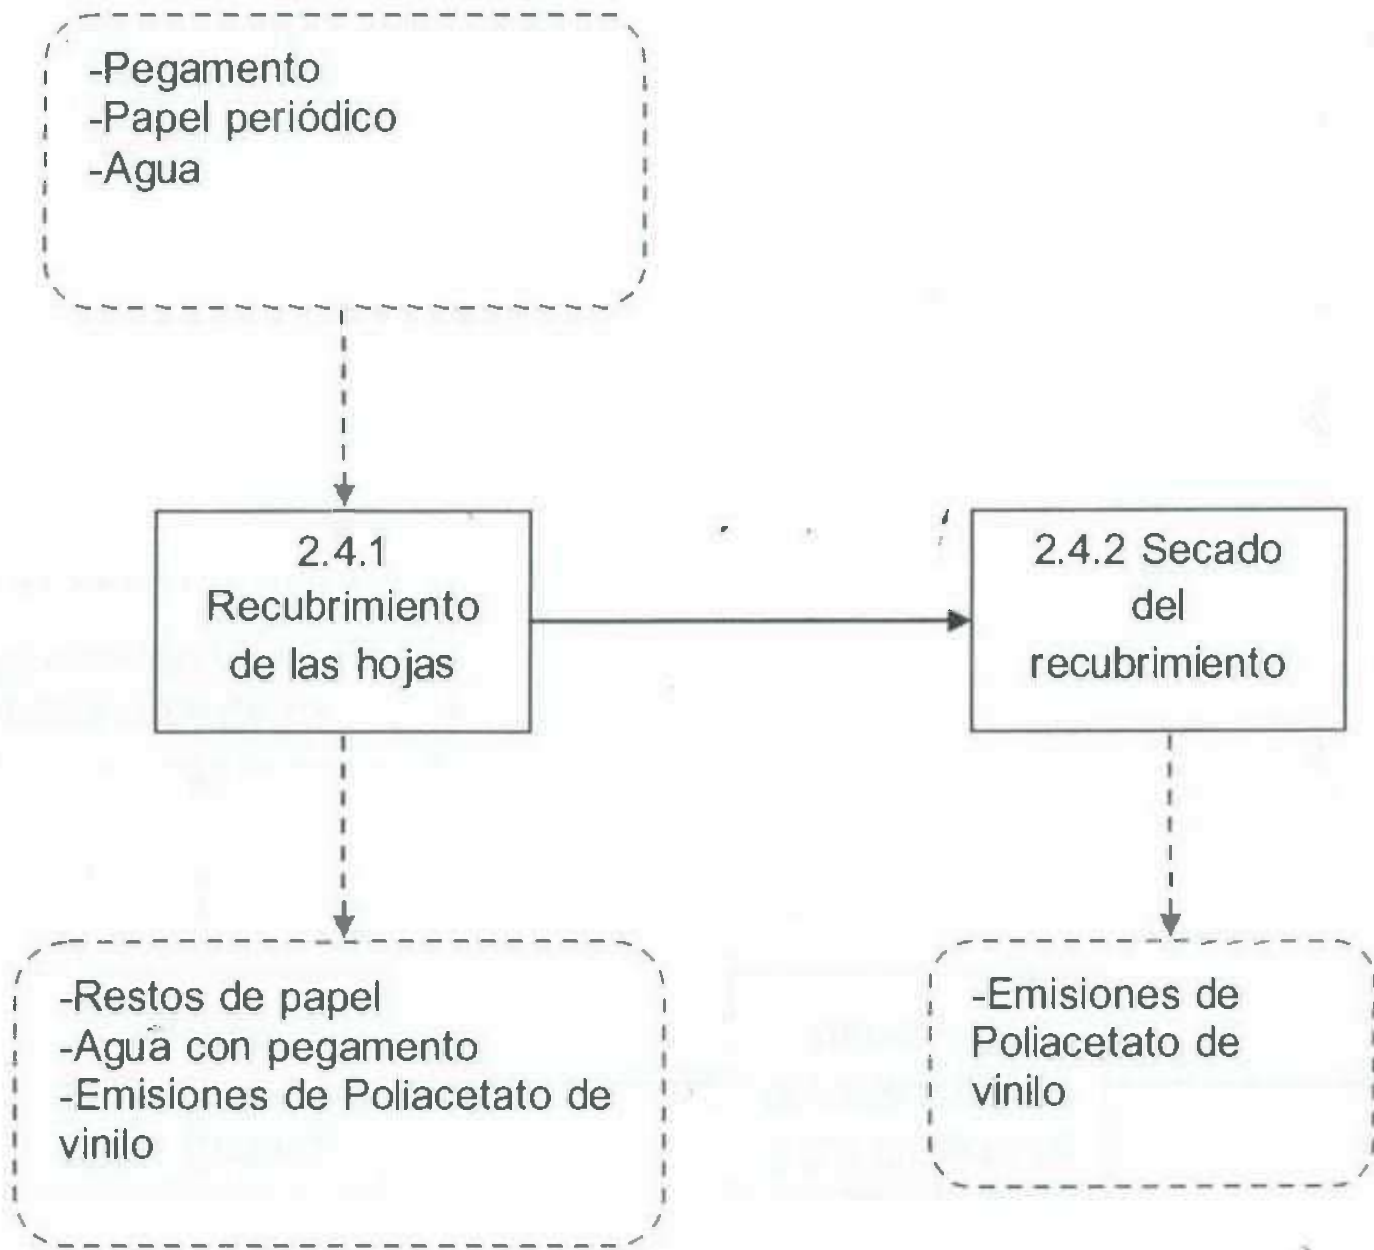 -Pegamento
-Papel periódico
-Agua
2.4.1
Recubrimiento
de las hojas
2.4.2 Secado
del
recubrimiento
-Restos de papel
-Agua con pegamento
-Emisiones de Poliacetato de
vinilo
-Emisiones de
Poliacetato de
vinilo